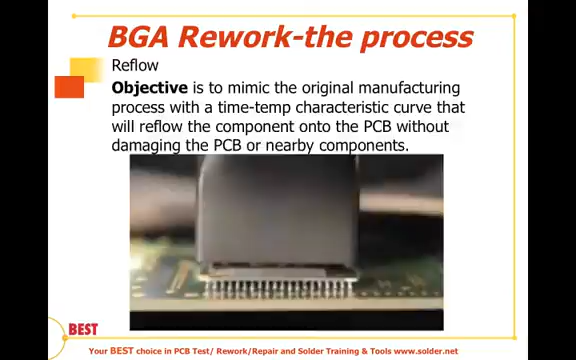 BGA Rework-the process
Reflow
Objective is to mimic the original manufacturing
process with a time-temp characteristic curve that
will reflow the component onto the PCB without
damaging the PCB or nearby components.
BEST
Your BEST choice in PCB Test/ Rework/Repair and Solder Training & Tools www.solder.net